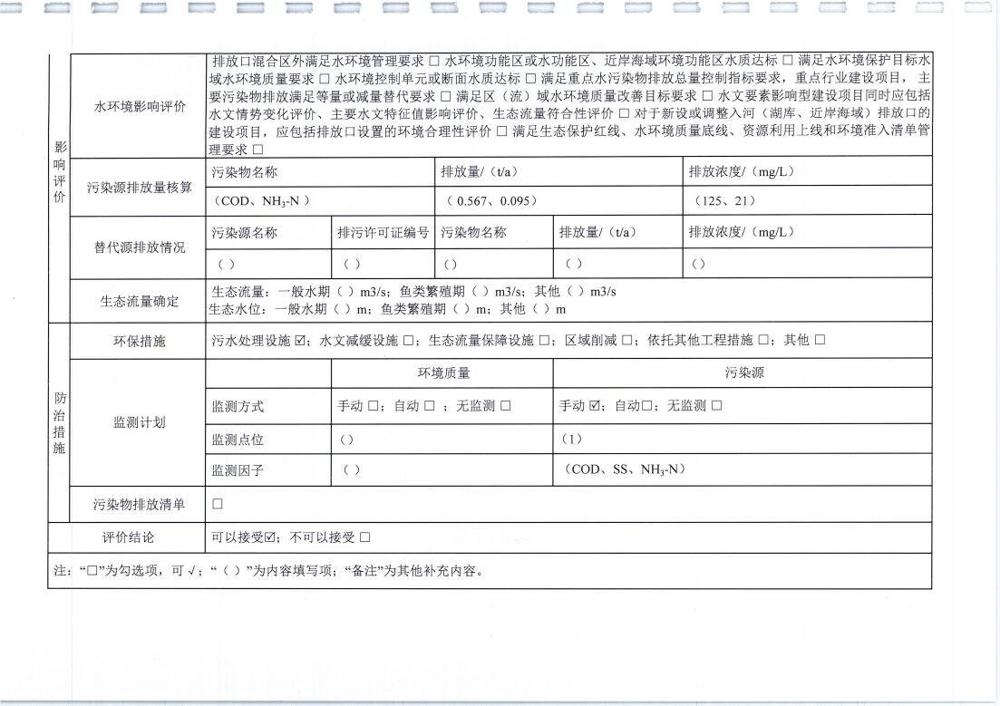 影响评价
水环境影响评价
排放口混合区外满足水环境管理要求 □ 水环境功能区或水功能区、近岸海域环境功能区水质达标 □ 满足水环境保护目标水
域水环境质量要求 □ 水环境控制单元或断面水质达标 □ 满足重点水污染物排放总量控制指标要求，重点行业建设项目， 主
要污染物排放满足等量或减量替代要求 □ 满足区（流）域水环境质量改善目标要求 □ 水文要素影响型建设项目同时应包括
水文情势变化评价、主要水文特征值影响评价、生态流量符合性评价 □ 对于新设或调整入河（湖库、近岸海域）排放口的
建设项目，应包括排放口设置的环境合理性评价 □ 满足生态保护红线、水环境质量底线、资源利用上线和环境准入清单管
理要求 □
污染源排放量核算
污染物名称 排放量/（t/a） 排放浓度/（mg/L）
（COD、NH₃-N ） （ 0.567、0.095） （125、21）
替代源排放情况
污染源名称 排污许可证编号 污染物名称 排放量/（t/a） 排放浓度/（mg/L）
（ ） （ ） （ ） （ ） （ ）
生态流量确定
生态流量：一般水期（ ）m3/s；鱼类繁殖期（ ）m3/s；其他（ ）m3/s
生态水位：一般水期（ ）m；鱼类繁殖期（ ）m；其他（ ）m
防治措施
环保措施 污水处理设施 ☑；水文减缓设施 □；生态流量保障设施 □；区域削减 □；依托其他工程措施 □；其他 □
监测计划
环境质量 污染源
监测方式 手动 □；自动 □ ；无监测 □ 手动 ☑；自动□；无监测 □
监测点位 （ ） （1）
监测因子 （ ） （COD、SS、NH₃-N）
污染物排放清单 □
评价结论 可以接受☑；不可以接受 □
注：“□”为勾选项，可√；“（ ）”为内容填写项；“备注”为其他补充内容。